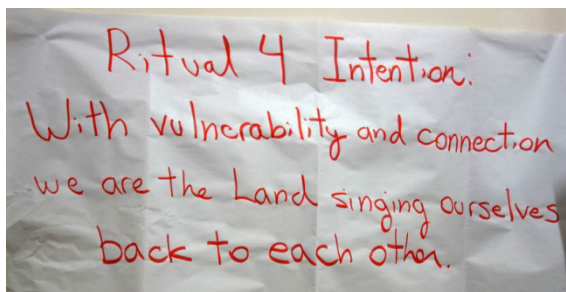 Ritual 4 Intention:
With vulnerability and connection
we are the Land singing ourselves
back to each other.